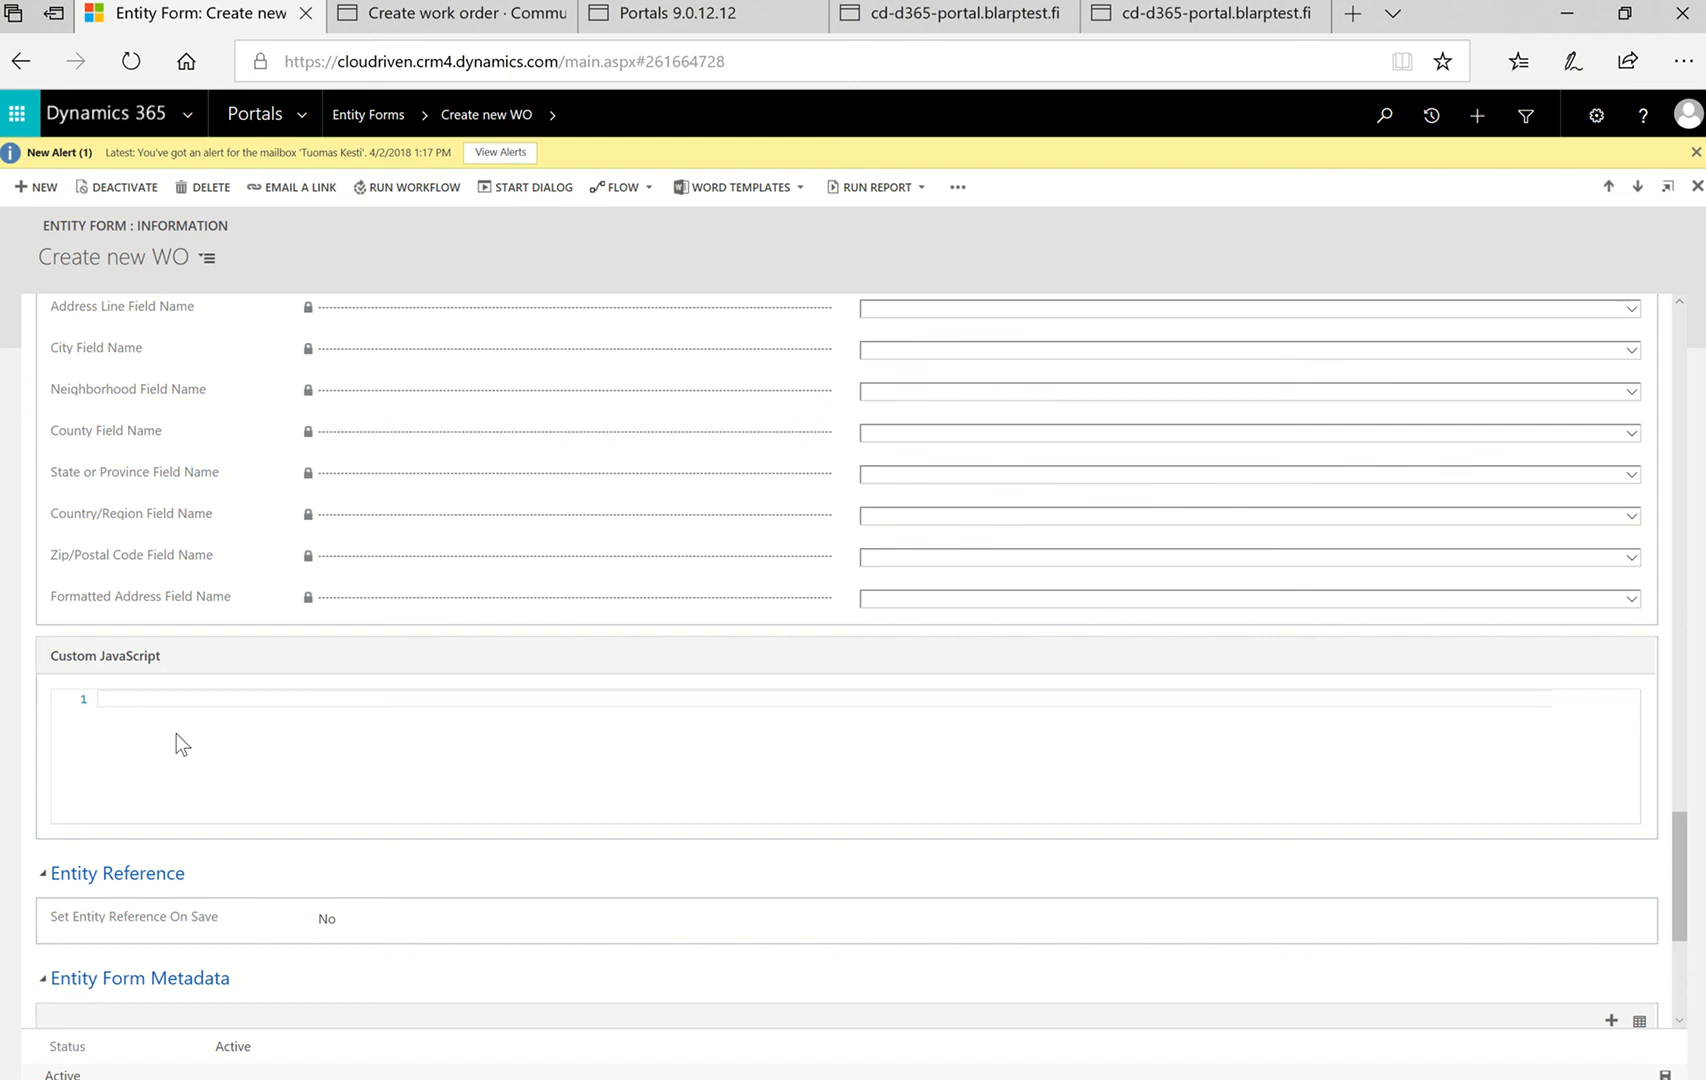 Entity Form: Create new
Create work order · Commu
Portals 9.0.12.12
cd-d365-portal.blarptest.fi
cd-d365-portal.blarptest.fi
https://cloudriven.crm4.dynamics.com/main.aspx#261664728
Dynamics 365
Portals
Entity Forms > Create new WO >
New Alert (1) Latest: You've got an alert for the mailbox 'Tuomas Kesti'. 4/2/2018 1:17 PM View Alerts
NEW DEACTIVATE DELETE EMAIL A LINK RUN WORKFLOW START DIALOG FLOW WORD TEMPLATES RUN REPORT •••
ENTITY FORM : INFORMATION
Create new WO
Address Line Field Name
City Field Name
Neighborhood Field Name
County Field Name
State or Province Field Name
Country/Region Field Name
Zip/Postal Code Field Name
Formatted Address Field Name
Custom JavaScript
1
Entity Reference
Set Entity Reference On Save No
Entity Form Metadata
Status Active
Active